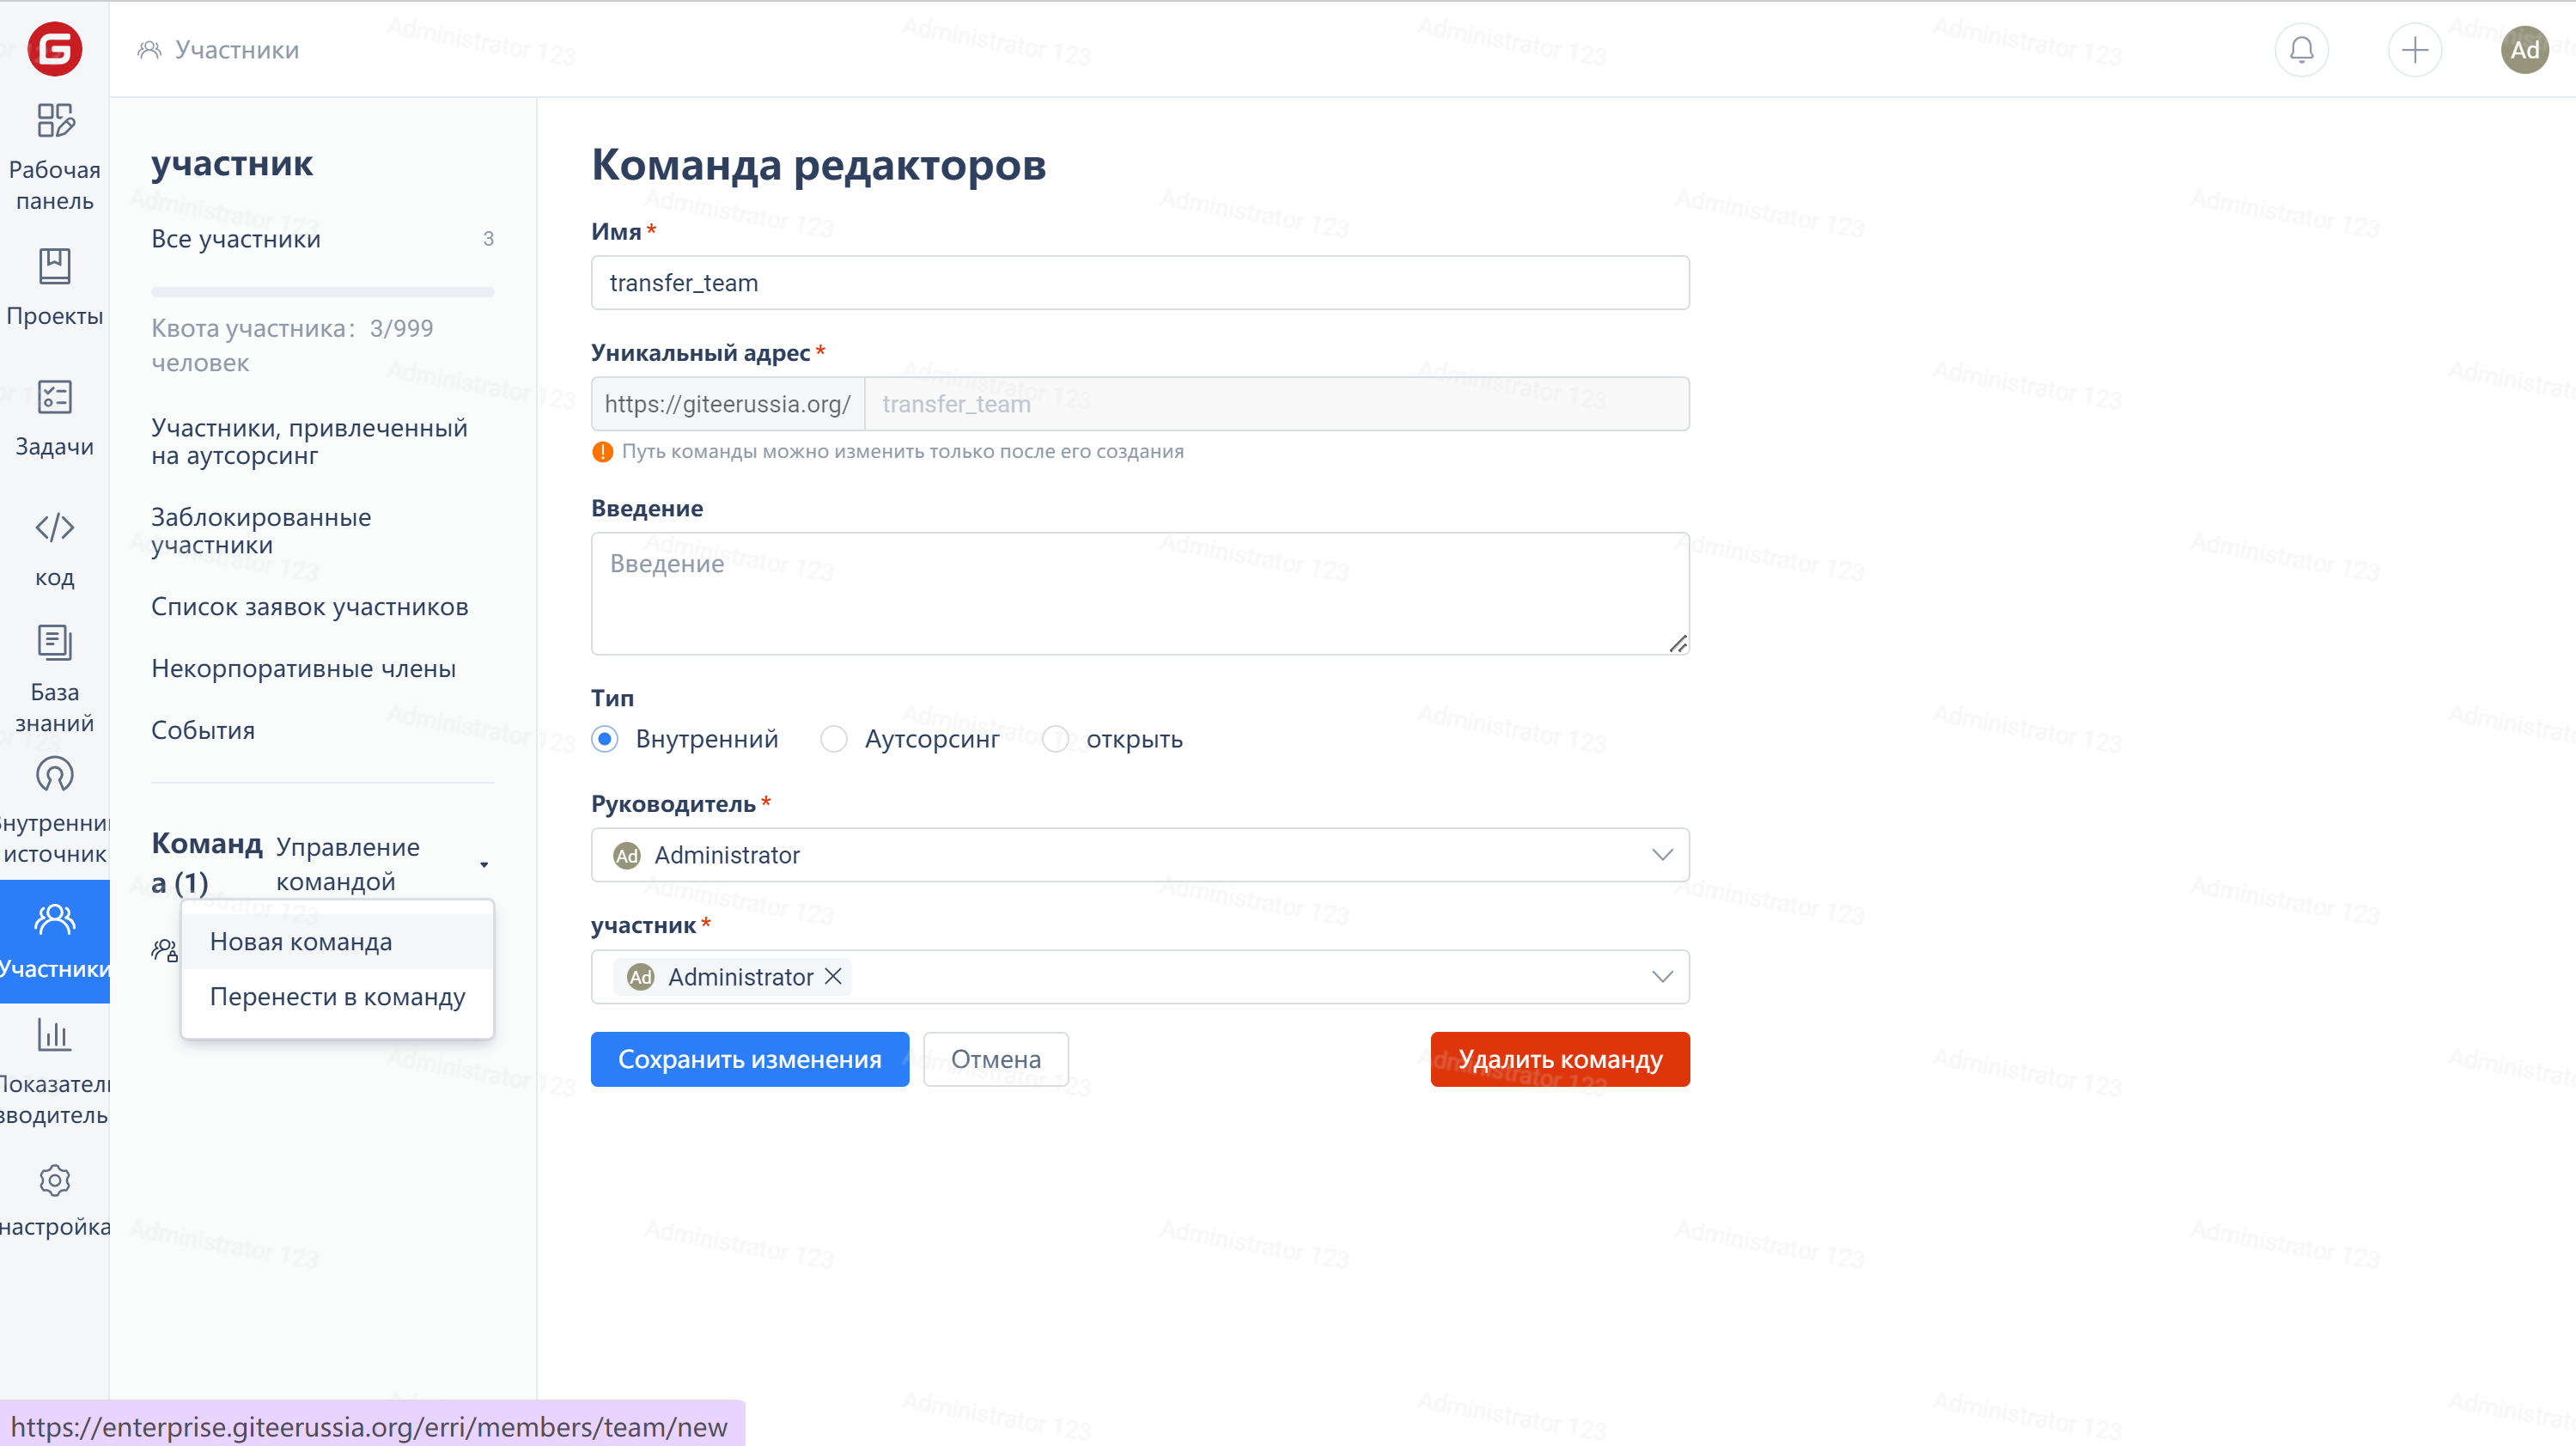 Участники
Ad
Рабочая
панель
Проекты
Задачи
код
База
знаний
источник
Участники
настройка
участник
Все участники 3
Квота участника: 3/999
человек
Участники, привлеченный
на аутсорсинг
Заблокированные
участники
Список заявок участников
Некорпоративные члены
События
Команд
а (1)
Управление
командой
Новая команда
Перенести в команду
Команда редакторов
Имя *
transfer_team
Уникальный адрес *
https://giteerussia.org/ transfer_team
Путь команды можно изменить только после его создания
Введение
Введение
Тип
Внутренний Аутсорсинг открыть
Руководитель *
Ad Administrator
участник *
Ad Administrator
Сохранить изменения Отмена Удалить команду
https://enterprise.giteerussia.org/erri/members/team/new
Administrator 123